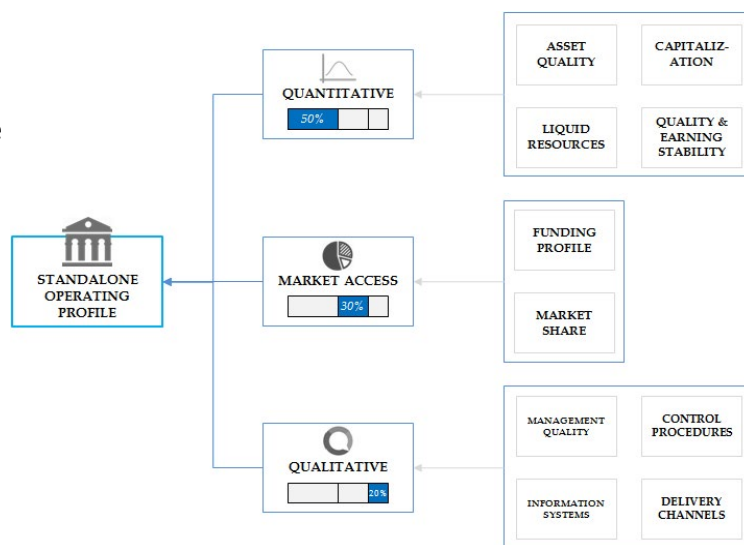 e
STANDALONE
OPERATING
PROFILE
QUANTITATIVE
50%
ASSET
QUALITY
CAPITALIZ-
ATION
LIQUID
RESOURCES
QUALITY &
EARNING
STABILITY
MARKET ACCESS
30%
FUNDING
PROFILE
MARKET
SHARE
QUALITATIVE
20%
MANAGEMENT
QUALITY
CONTROL
PROCEDURES
INFORMATION
SYSTEMS
DELIVERY
CHANNELS